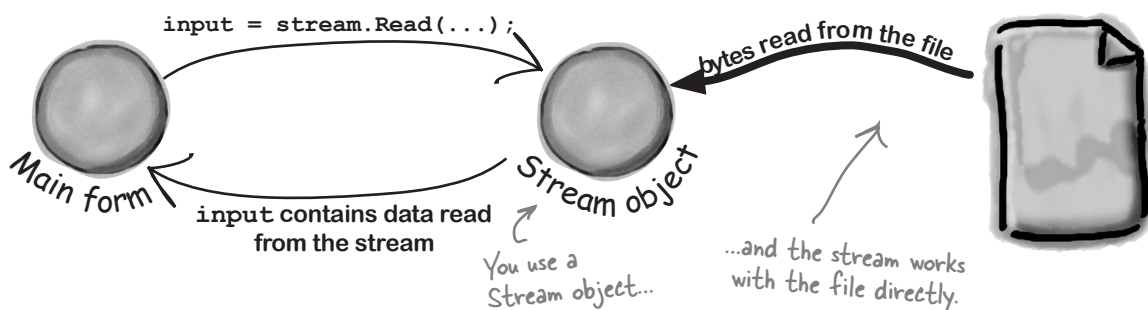 input = stream.Read(...);
bytes read from the file
Main form
Stream object
input contains data read
from the stream
You use a
Stream object...
...and the stream works
with the file directly.